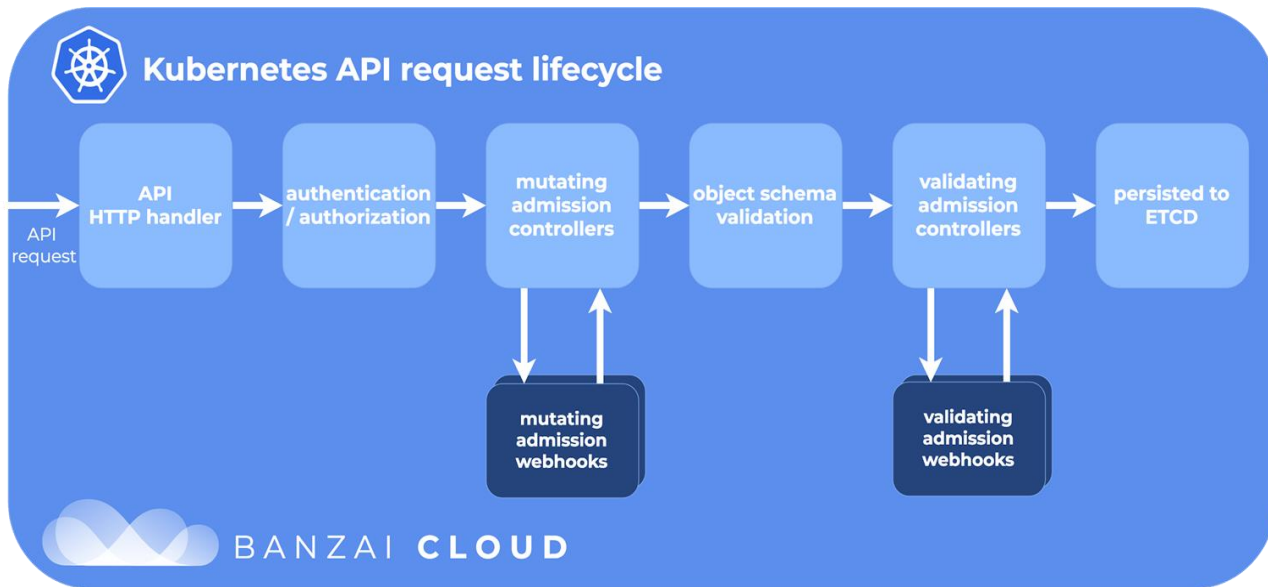 Kubernetes API request lifecycle
API
request
API
HTTP handler
authentication
/ authorization
mutating
admission
controllers
object schema
validation
validating
admission
controllers
persisted to
ETCD
mutating
admission
webhooks
validating
admission
webhooks
BANZAI CLOUD